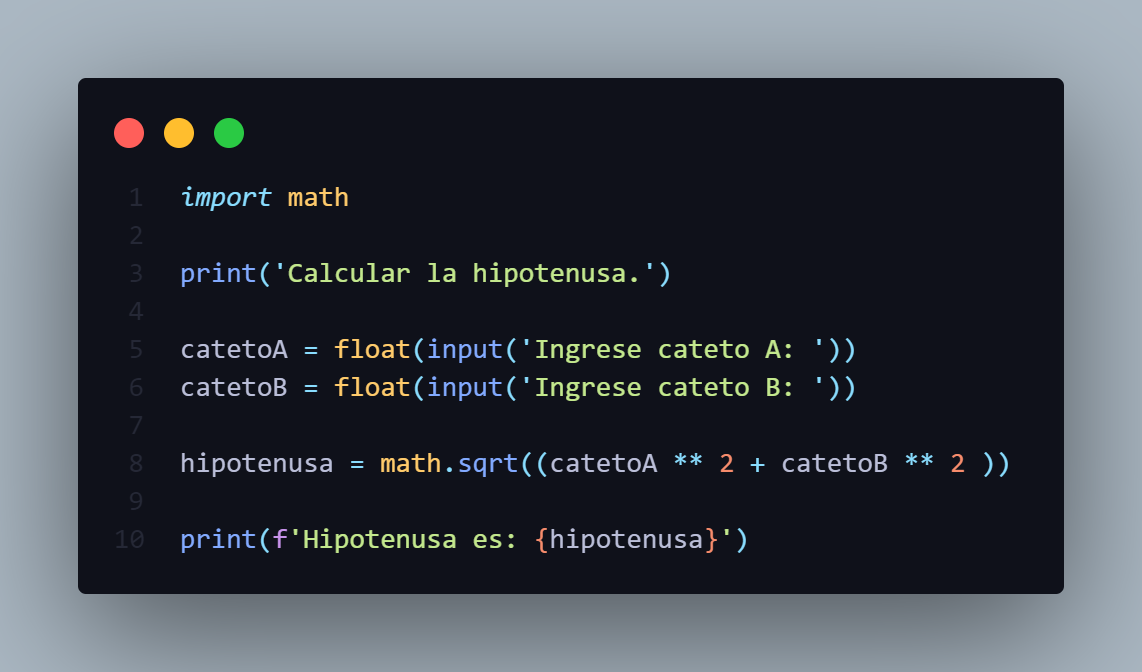 1 import math
2
3 print('Calcular la hipotenusa.')
4
5 catetoA = float(input('Ingrese cateto A: '))
6 catetoB = float(input('Ingrese cateto B: '))
7
8 hipotenusa = math.sqrt((catetoA ** 2 + catetoB ** 2 ))
9
10 print(f'Hipotenusa es: {hipotenusa}')